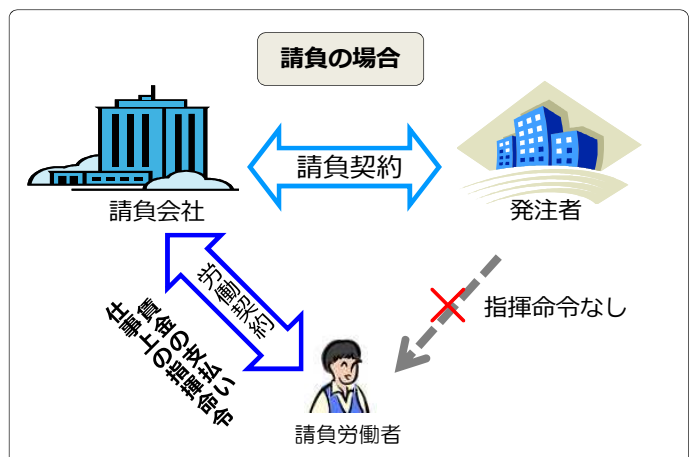 請負の場合
請負契約
請負会社
発注者
労働契約
賃金の支払い
仕事上の指揮命令
指揮命令なし
請負労働者